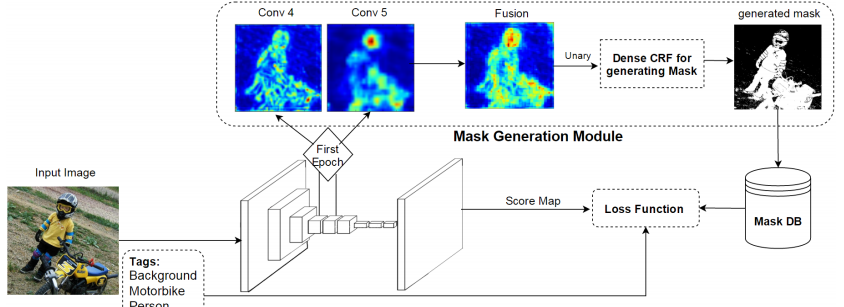 Conv 4
Conv 5
Fusion
generated mask
Unary
Dense CRF for
generating Mask
Mask Generation Module
First
Epoch
Input Image
Score Map
Loss Function
Mask DB
Tags:
Background
Motorbike
Person